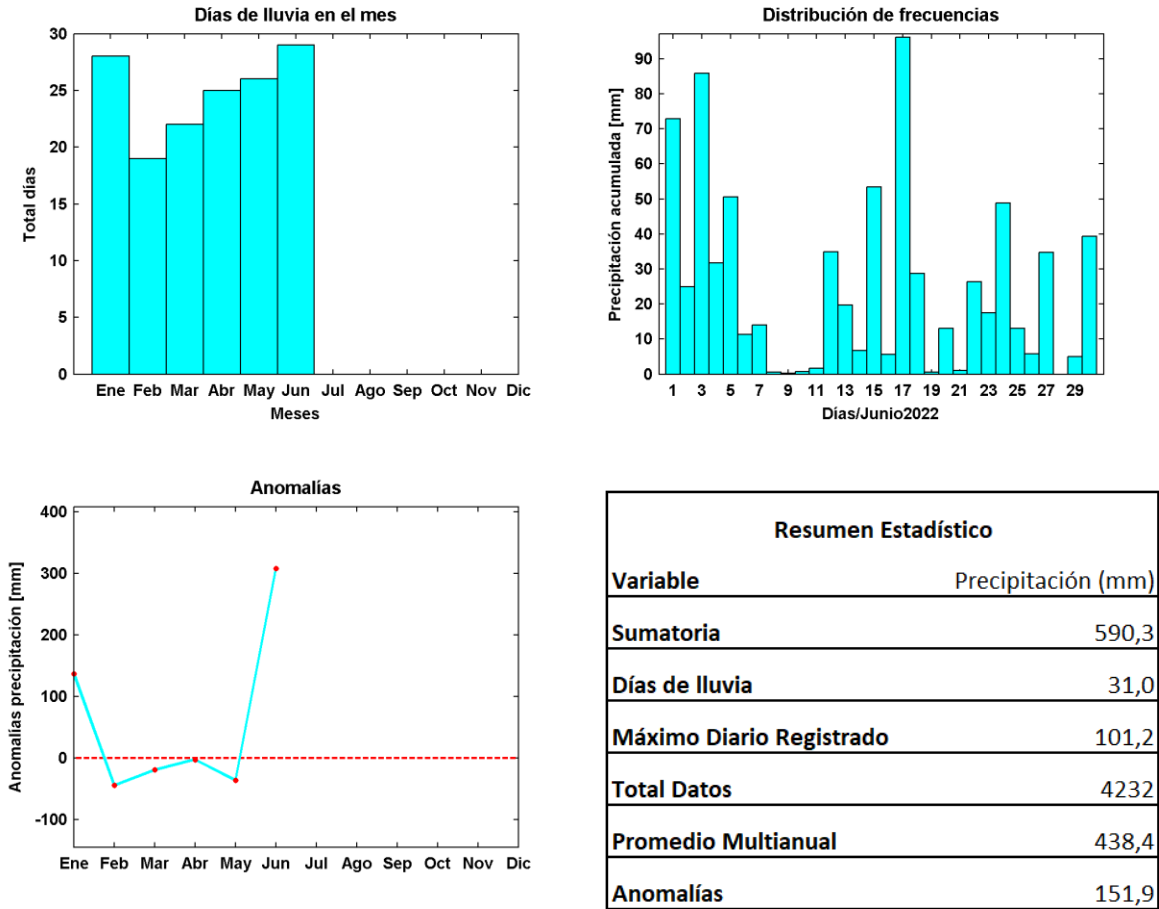 Días de lluvia en el mes
30
25
20
15
10
5
0
Total días
Ene Feb Mar Abr May Jun Jul Ago Sep Oct Nov Dic
Meses
Distribución de frecuencias
90
80
70
60
50
40
30
20
10
0
Precipitación acumulada [mm]
1 3 5 7 9 11 13 15 17 19 21 23 25 27 29
Días/Junio2022
Anomalías
400
300
200
100
0
-100
Anomalías precipitación [mm]
Ene Feb Mar Abr May Jun Jul Ago Sep Oct Nov Dic
Resumen Estadístico
Variable Precipitación (mm)
Sumatoria 590,3
Días de lluvia 31,0
Máximo Diario Registrado 101,2
Total Datos 4232
Promedio Multianual 438,4
Anomalías 151,9